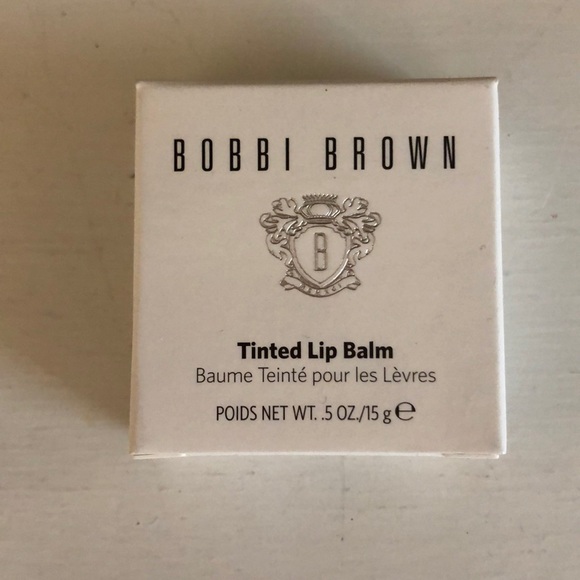 BOBBI BROWN
B
Tinted Lip Balm
Baume Teinté pour les Lèvres
POIDS NET WT. .5 OZ./15 g ℮